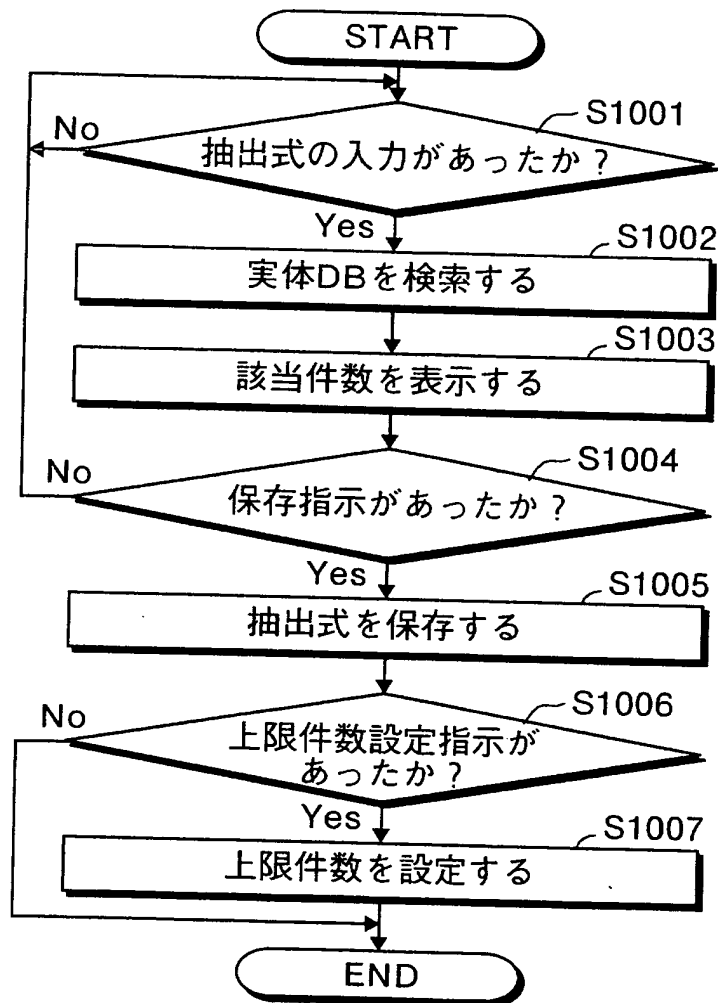 START
S1001
No
抽出式の入力があったか？
Yes
S1002
実体DBを検索する
S1003
該当件数を表示する
S1004
No
保存指示があったか？
Yes
S1005
抽出式を保存する
S1006
No
上限件数設定指示が
あったか？
Yes
S1007
上限件数を設定する
END